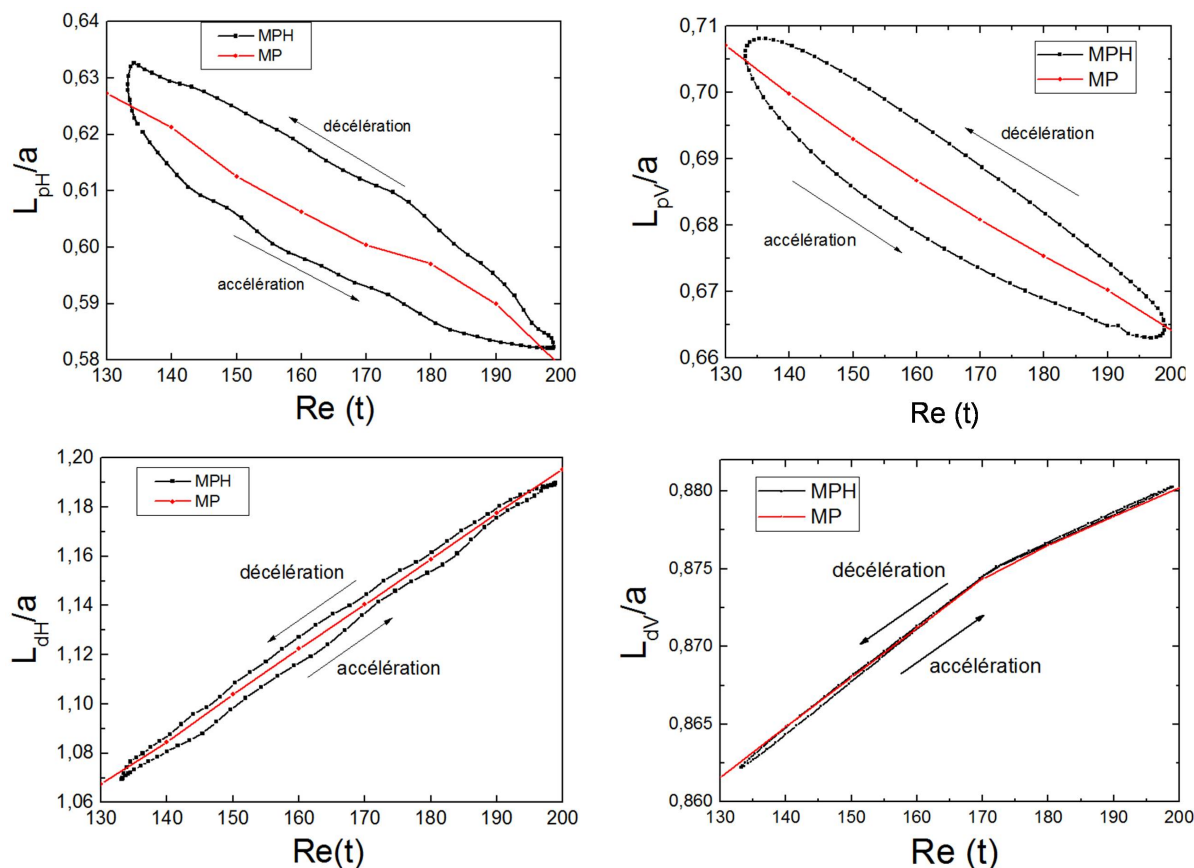 0,64
0,63
0,62
0,61
0,60
0,59
0,58
L_pH/a
MPH
MP
décélération
accélération
130 140 150 160 170 180 190 200
Re (t)
0,71
0,70
0,69
0,68
0,67
0,66
L_pV/a
MPH
MP
décélération
accélération
130 140 150 160 170 180 190 200
Re (t)
1,20
1,18
1,16
1,14
1,12
1,10
1,08
1,06
L_dH/a
MPH
MP
décélération
accélération
130 140 150 160 170 180 190 200
Re(t)
0,880
0,875
0,870
0,865
0,860
L_dV/a
MPH
MP
décélération
accélération
130 140 150 160 170 180 190 200
Re (t)